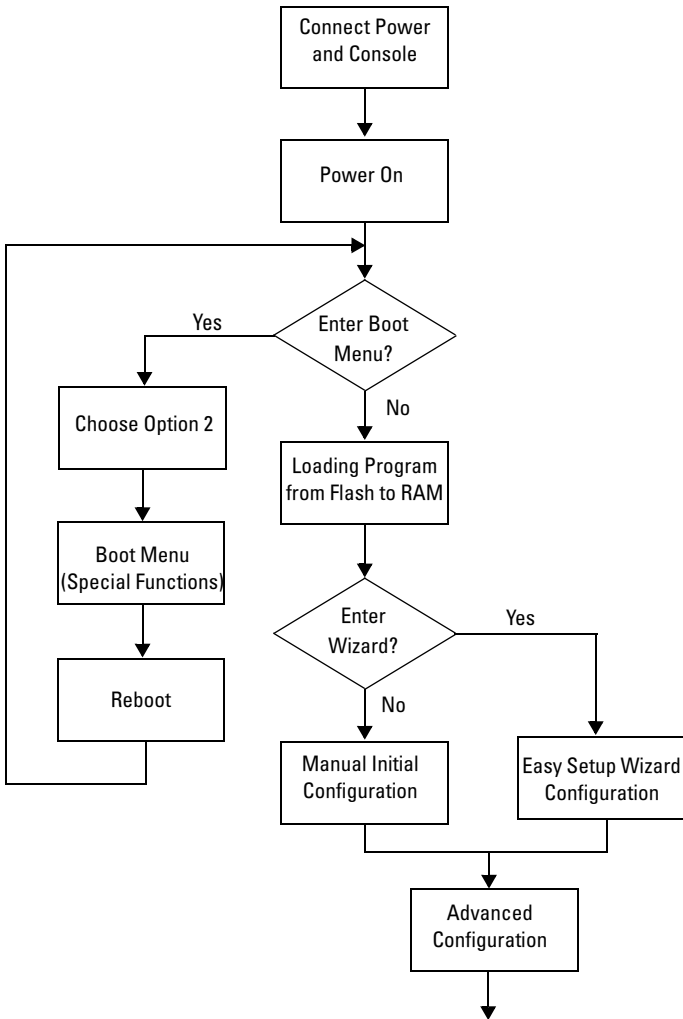 Connect Power
and Console
Power On
Enter Boot
Menu?
Yes
No
Choose Option 2
Loading Program
from Flash to RAM
Boot Menu
(Special Functions)
Enter
Wizard?
Yes
No
Reboot
Manual Initial
Configuration
Easy Setup Wizard
Configuration
Advanced
Configuration